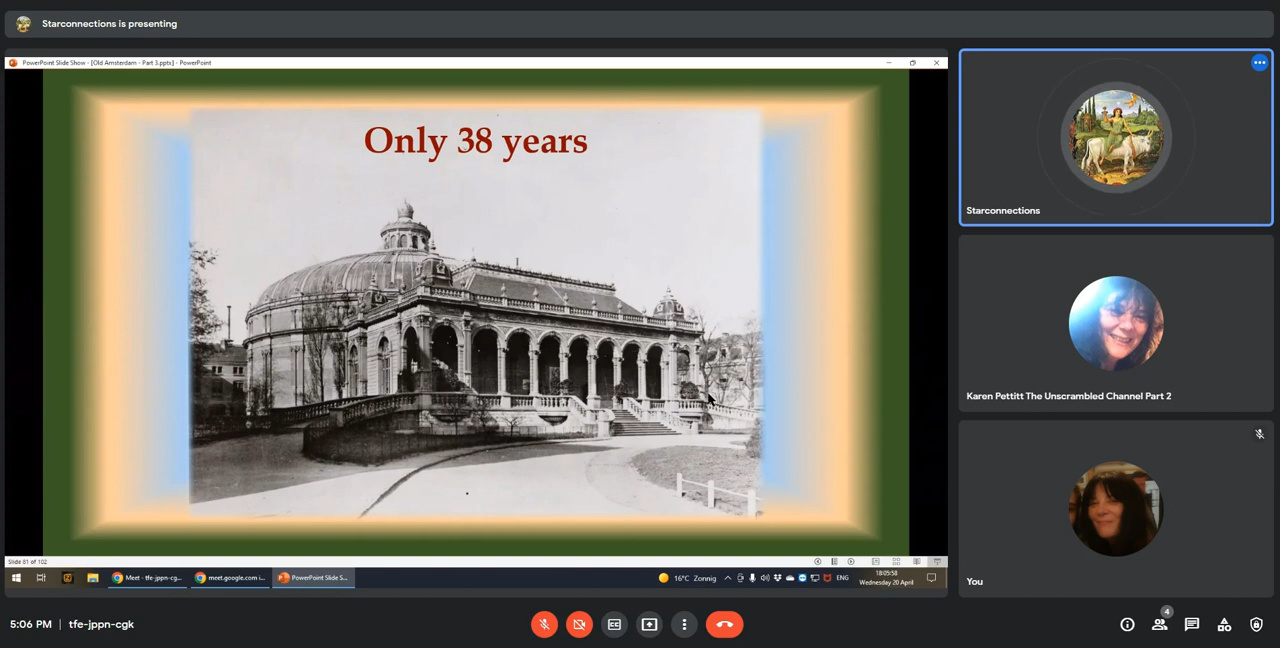 Starconnections is presenting
PowerPoint Slide Show - [Old Amsterdam - Part 3.ppts] - PowerPoint
Only 38 years
Starconnections
Karen Pettitt The Unscrambled Channel Part 2
You
Slide 81 of 102
Meet - tfe-jppn-cg...
meet.google.com i...
PowerPoint Slide S...
16°C Zonnig
ENG
18:05:58
Wednesday 20 April
5:06 PM | tfe-jppn-cgk
4